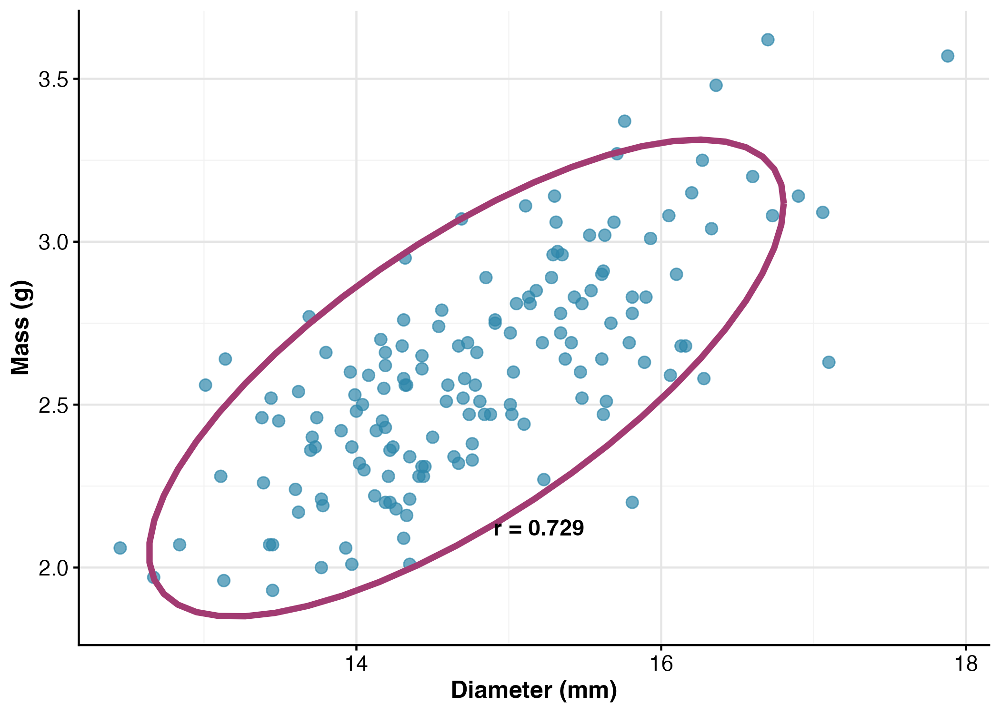 3.5
3.0
2.5
2.0
Mass (g)
r = 0.729
14 16 18
Diameter (mm)